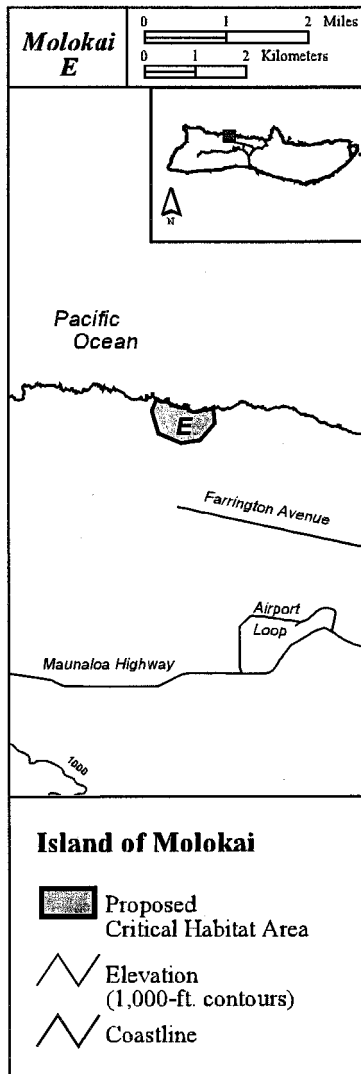 Molokai
E
0 1 2 Miles
0 1 2 Kilometers
N
Pacific
Ocean
E
Farrington Avenue
Airport
Loop
Maunaloa Highway
1000
Island of Molokai
Proposed
Critical Habitat Area
Elevation
(1,000-ft. contours)
Coastline